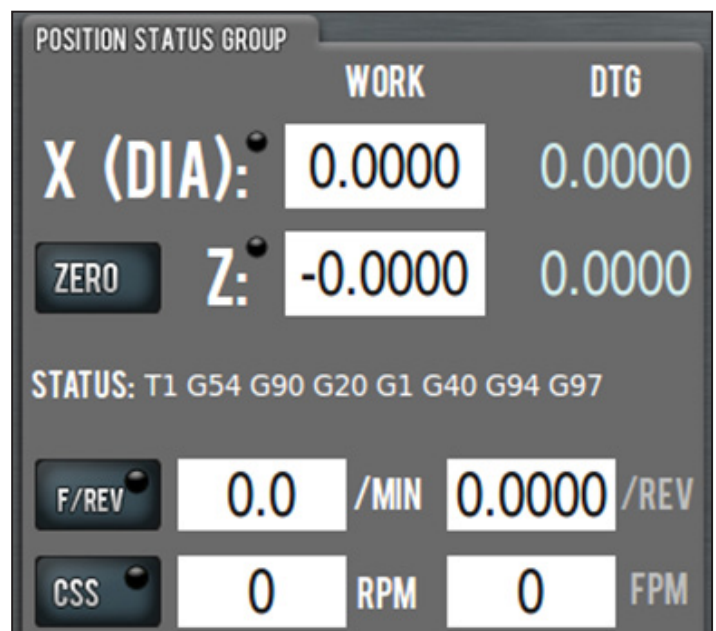 POSITION STATUS GROUP
WORK DTG
X (DIA): 0.0000 0.0000
ZERO Z: -0.0000 0.0000
STATUS: T1 G54 G90 G20 G1 G40 G94 G97
F/REV 0.0 /MIN 0.0000 /REV
CSS 0 RPM 0 FPM